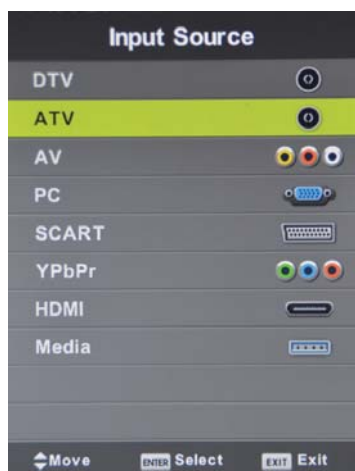 Input Source
DTV
ATV
AV
PC
SCART
YPbPr
HDMI
Media
Move ENTER Select EXIT Exit